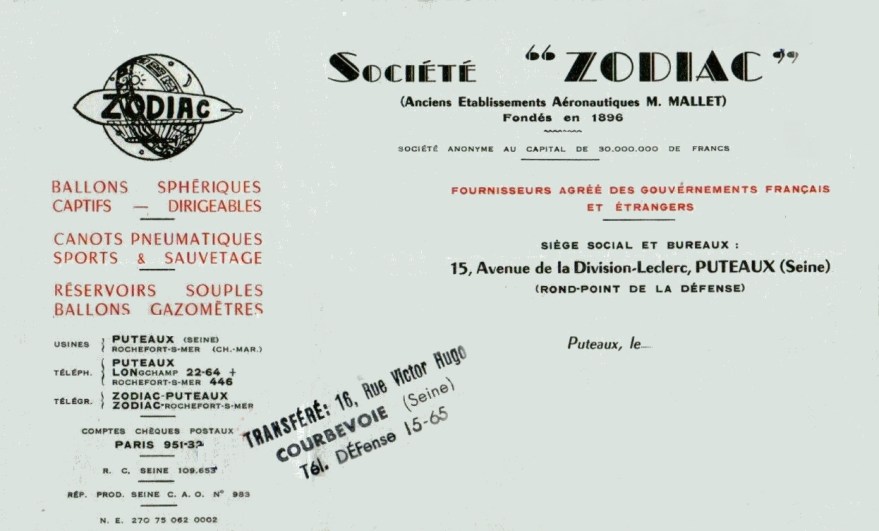 ZODIAC
BALLONS SPHÉRIQUES
CAPTIFS — DIRIGEABLES
CANOTS PNEUMATIQUES
SPORTS & SAUVETAGE
RÉSERVOIRS SOUPLES
BALLONS GAZOMÈTRES
USINES { PUTEAUX (SEINE)
ROCHEFORT-S-MER (CH.-MAR.)
TÉLÉPH. { PUTEAUX
LONGCHAMP 22-64 +
ROCHEFORT-S-MER 446
TÉLÉGR. { ZODIAC-PUTEAUX
ZODIAC-ROCHEFORT-S-MER
COMPTES CHÈQUES POSTAUX
PARIS 951-32
R. C. SEINE 109.653
RÉP. PROD. SEINE C. A. O. N° 983
N. E. 270 75 062 0002
SOCIÉTÉ “ZODIAC”
(Anciens Etablissements Aéronautiques M. MALLET)
Fondés en 1896
SOCIÉTÉ ANONYME AU CAPITAL DE 30.000.000 DE FRANCS
FOURNISSEURS AGRÉÉ DES GOUVERNEMENTS FRANÇAIS
ET ÉTRANGERS
SIÈGE SOCIAL ET BUREAUX :
15, Avenue de la Division-Leclerc, PUTEAUX (Seine)
(ROND-POINT DE LA DÉFENSE)
Puteaux, le
TRANSFÉRÉ: 16, Rue Victor Hugo
COURBEVOIE (Seine)
Tél. DÉFense 15-65